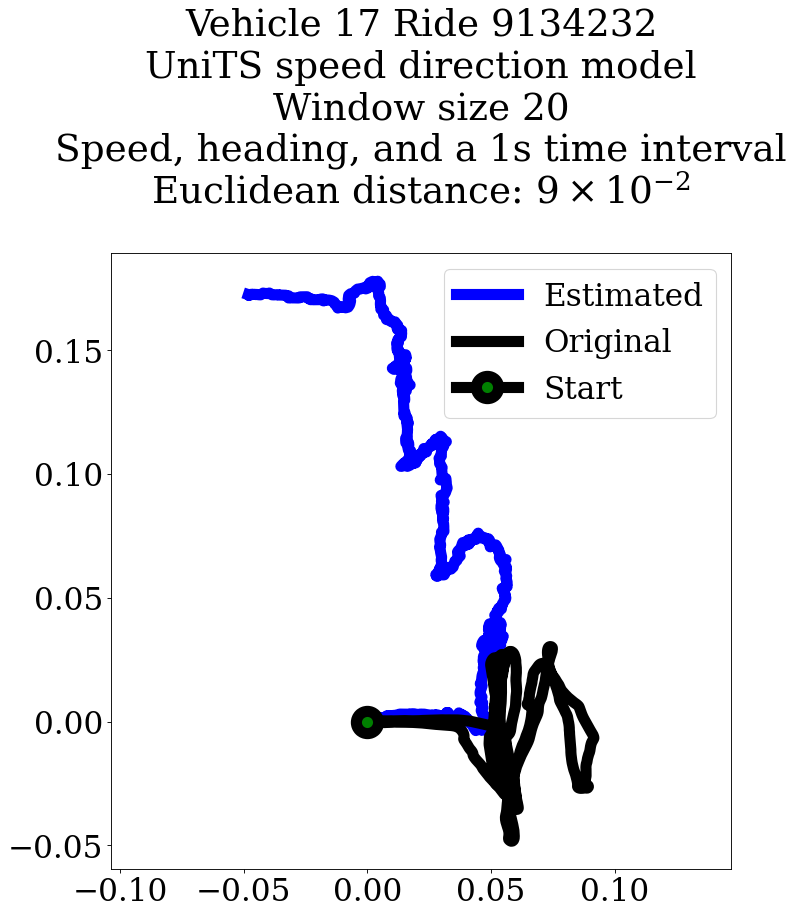 Vehicle 17 Ride 9134232
UniTS speed direction model
Window size 20
Speed, heading, and a 1s time interval
Euclidean distance: 9 × 10⁻²
Estimated
Original
Start
0.15
0.10
0.05
0.00
−0.05
−0.10 −0.05 0.00 0.05 0.10